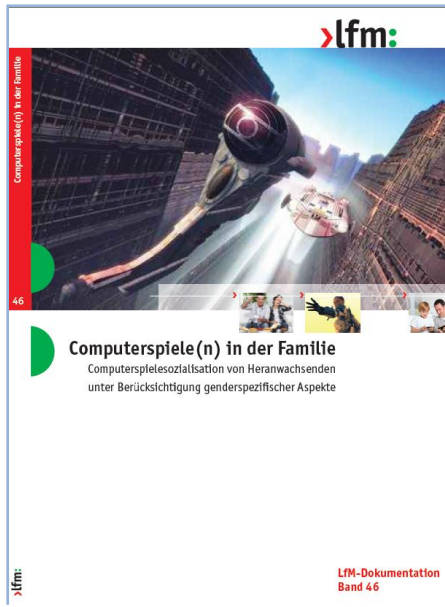 >lfm:
Computerspiele(n) in der Familie
46
Computerspiele(n) in der Familie
Computerspielesozialisation von Heranwachsenden
unter Berücksichtigung genderspezifischer Aspekte
>lfm:
LfM-Dokumentation
Band 46